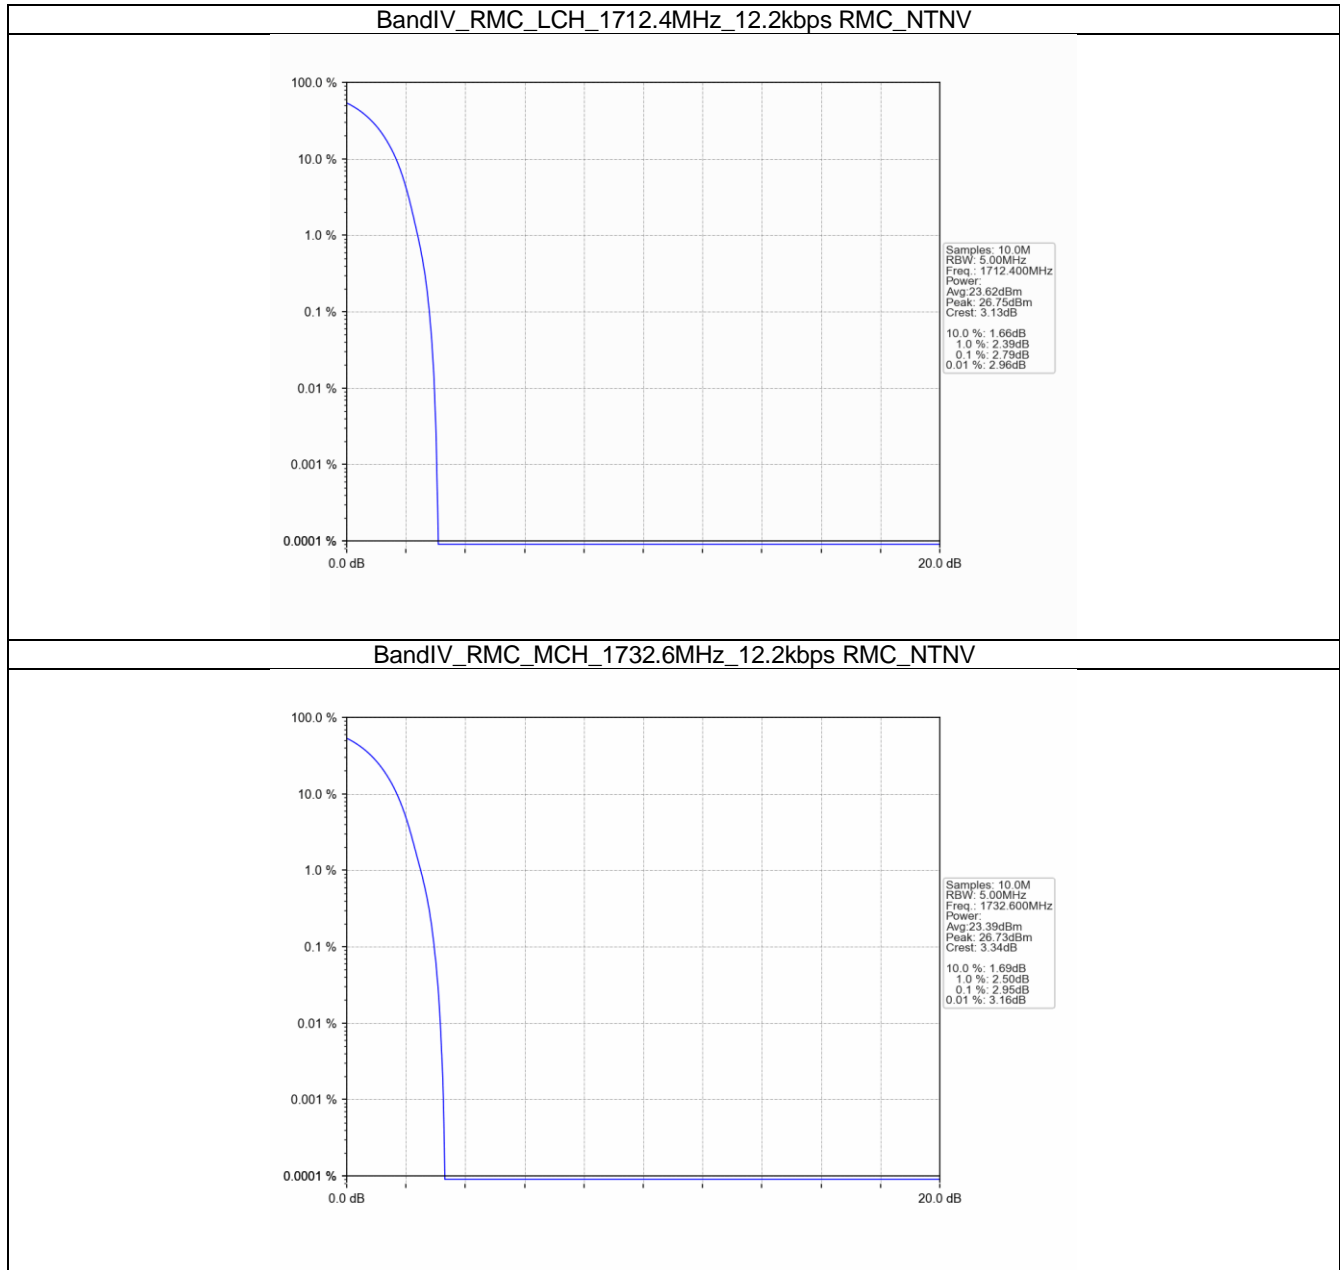 BandIV_RMC_LCH_1712.4MHz_12.2kbps RMC_NTNV
100.0 %
10.0 %
1.0 %
0.1 %
0.01 %
0.001 %
0.0001 %
0.0 dB
20.0 dB
Samples: 10.0M
RBW: 5.00MHz
Freq.: 1712.400MHz
Power:
Avg:23.62dBm
Peak: 26.75dBm
Crest: 3.13dB
10.0 %: 1.66dB
1.0 %: 2.39dB
0.1 %: 2.79dB
0.01 %: 2.96dB
BandIV_RMC_MCH_1732.6MHz_12.2kbps RMC_NTNV
100.0 %
10.0 %
1.0 %
0.1 %
0.01 %
0.001 %
0.0001 %
0.0 dB
20.0 dB
Samples: 10.0M
RBW: 5.00MHz
Freq.: 1732.600MHz
Power:
Avg:23.39dBm
Peak: 26.73dBm
Crest: 3.34dB
10.0 %: 1.69dB
1.0 %: 2.50dB
0.1 %: 2.95dB
0.01 %: 3.16dB